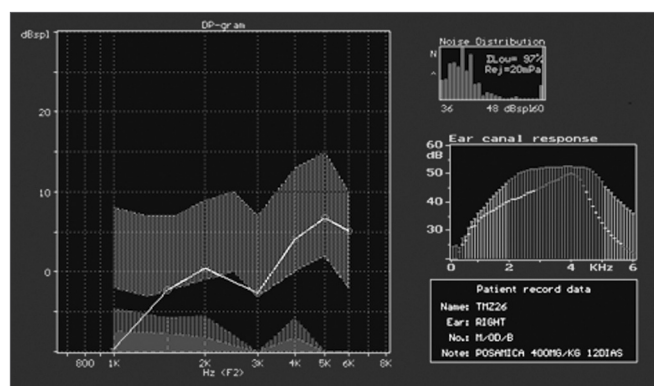 DP-gram
dBspl
30
20
10
0
800 1K 2K 3K 4K 5K 6K 8K
Hz (F2)
Noise Distribution
N
ΣLow= 97%
Rej=20mPa
36 48 dBspl60
Ear canal response
60
dB
50
40
30
0 2 4 KHz 6
Patient record data
Name: TMZ26
Ear: RIGHT
No.: M/OD/B
Note: POSAMICA 400MG/KG 12DIAS